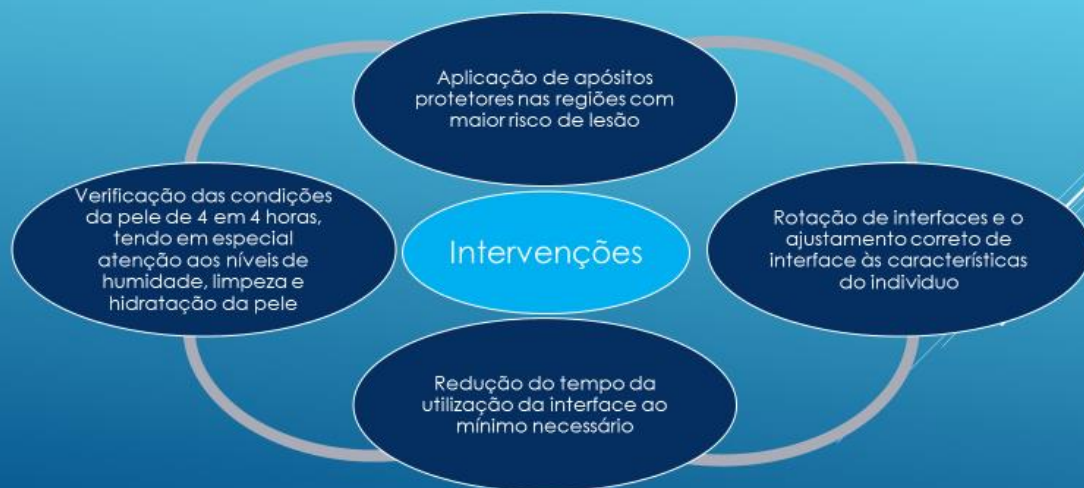 Aplicação de apósitos
protetores nas regiões com
maior risco de lesão
Verificação das condições
da pele de 4 em 4 horas,
tendo em especial
atenção aos níveis de
humidade, limpeza e
hidratação da pele
Intervenções
Rotação de interfaces e o
ajustamento correto de
interface às características
do individuo
Redução do tempo da
utilização da interface ao
mínimo necessário